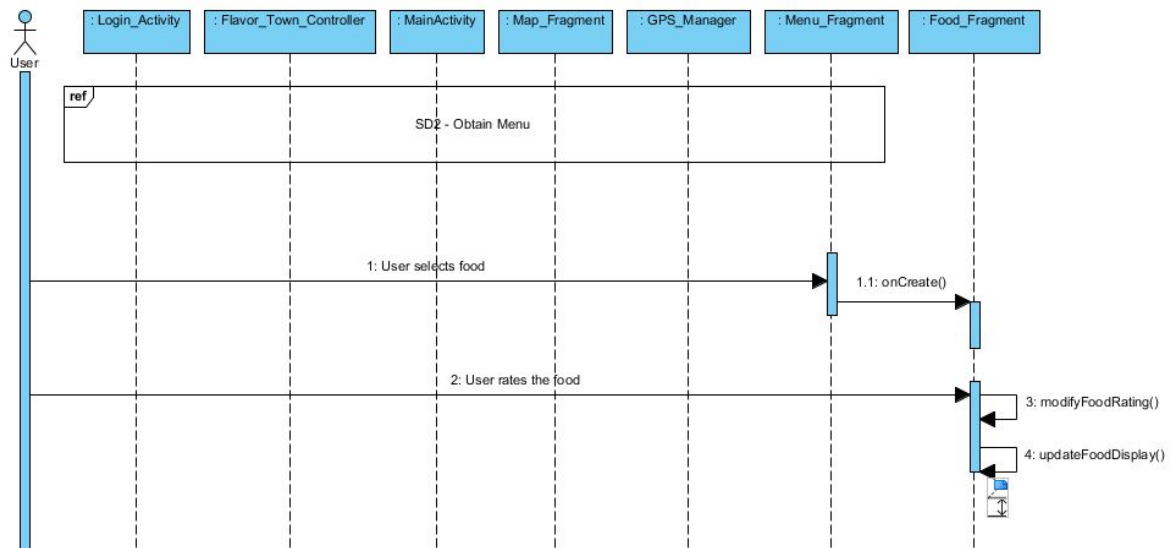 : Login_Activity
: Flavor_Town_Controller
: MainActivity
: Map_Fragment
: GPS_Manager
: Menu_Fragment
: Food_Fragment
User
ref
SD2 - Obtain Menu
1: User selects food
1.1: onCreate()
2: User rates the food
3: modifyFoodRating()
4: updateFoodDisplay()